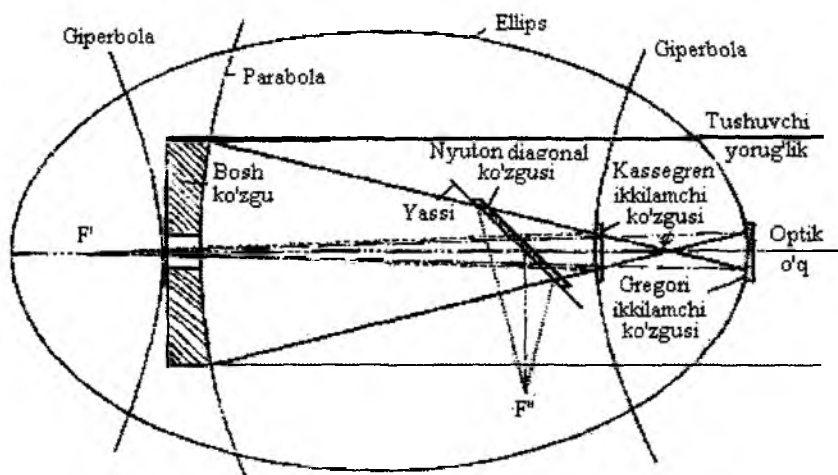 Ellips
Giperbola
Giperbola
Parabola
Tushuvchi
yorug'lik
Nyuton diagonal
ko'zgusi
Kassegren
ikkilamchi
ko'zgusi
Bosh
ko'zgu
Yassi
F'
Optik
o'q
Gregori
ikkilamchi
ko'zgusi
F"